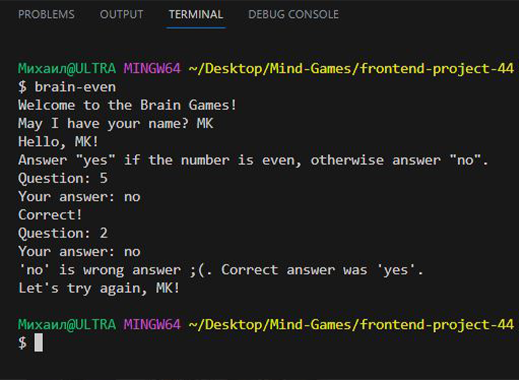 PROBLEMS OUTPUT TERMINAL DEBUG CONSOLE
Михаил@ULTRA MINGW64 ~/Desktop/Mind-Games/frontend-project-44
$ brain-even
Welcome to the Brain Games!
May I have your name? MK
Hello, MK!
Answer "yes" if the number is even, otherwise answer "no".
Question: 5
Your answer: no
Correct!
Question: 2
Your answer: no
'no' is wrong answer ;(. Correct answer was 'yes'.
Let's try again, MK!
Михаил@ULTRA MINGW64 ~/Desktop/Mind-Games/frontend-project-44
$